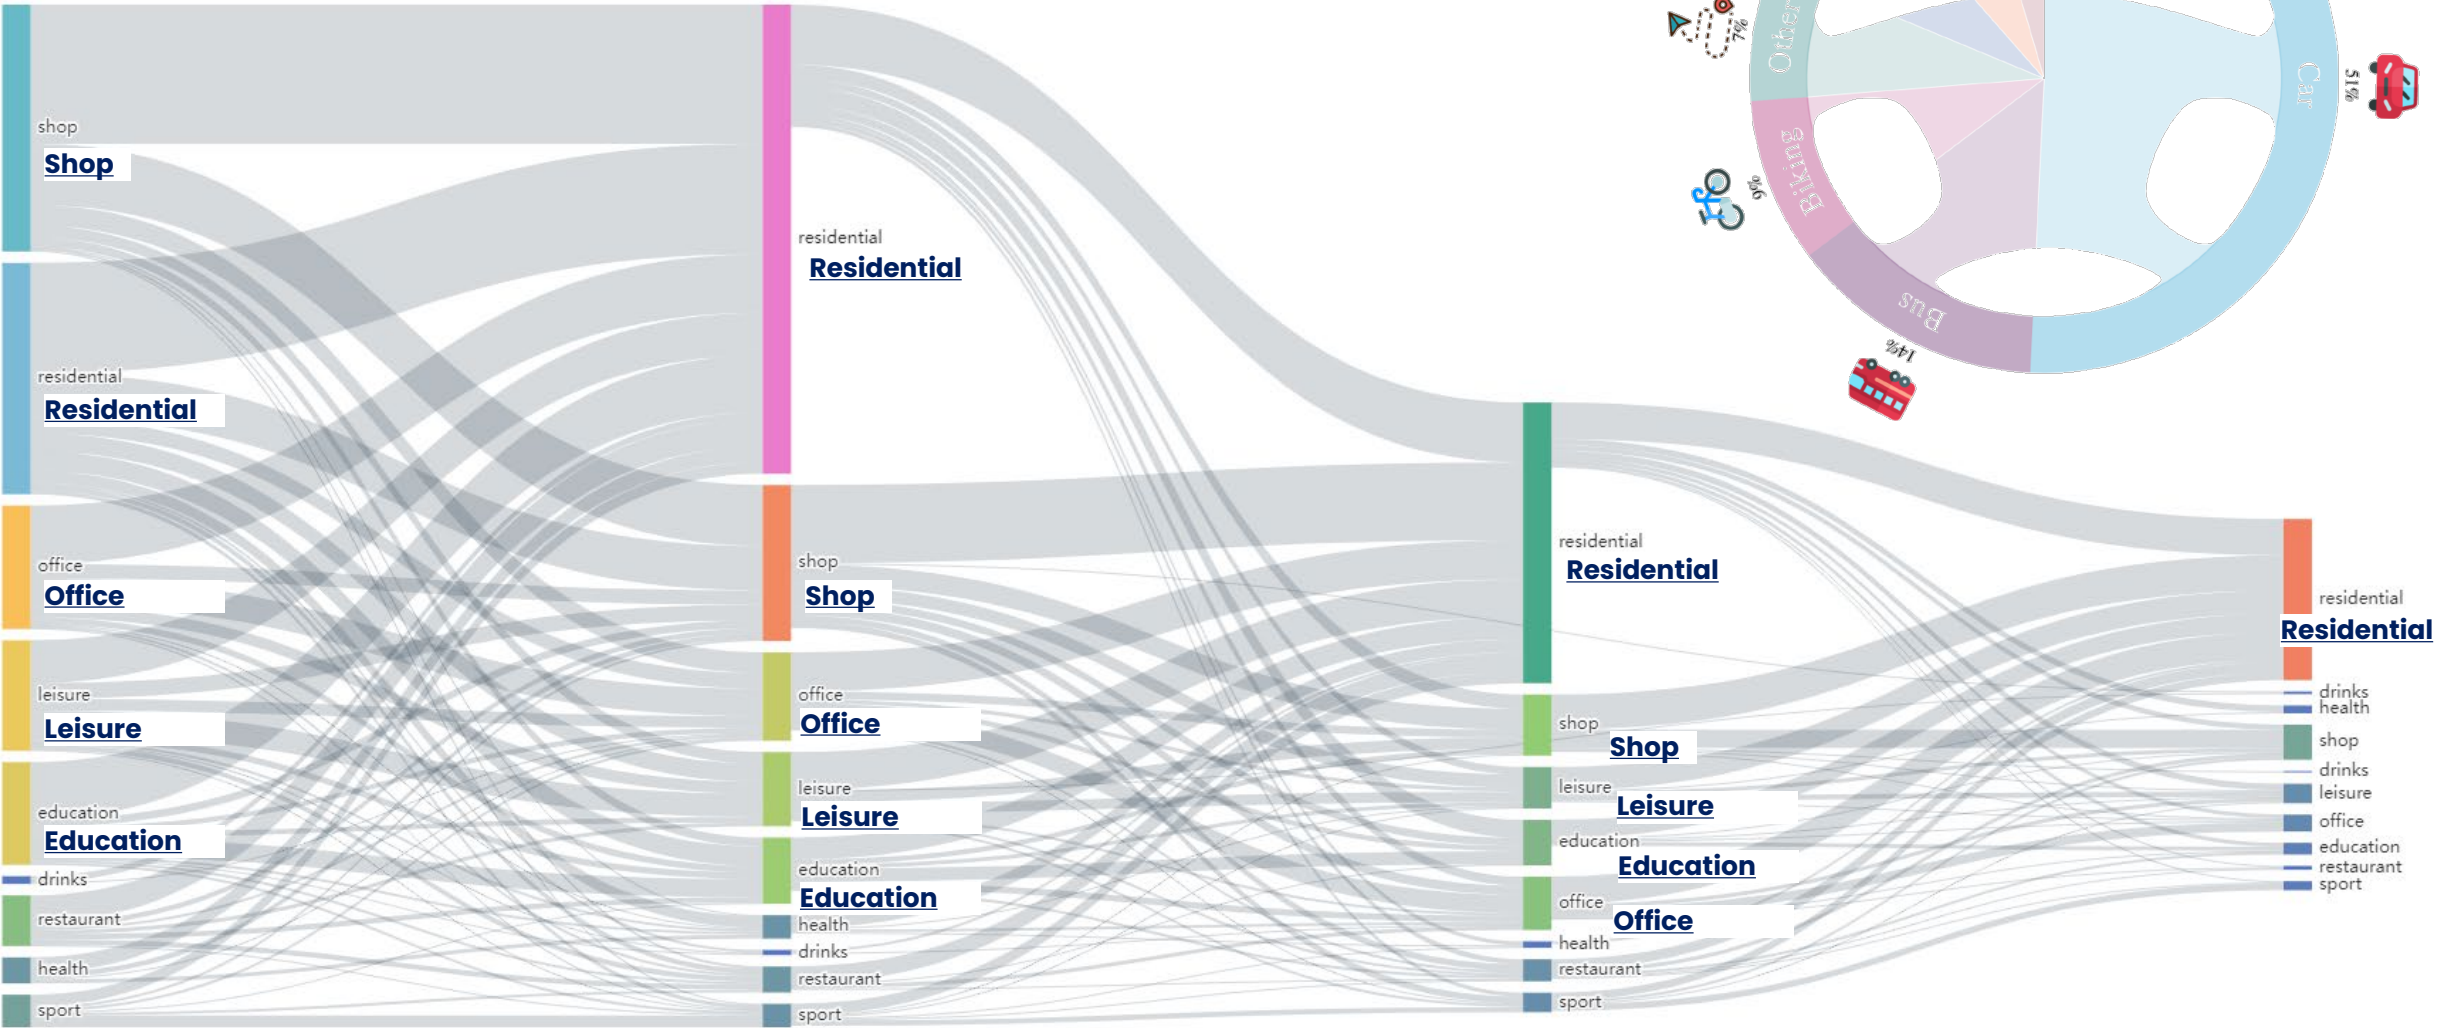 shop
Shop
residential
Residential
office
Office
leisure
Leisure
education
Education
drinks
restaurant
health
sport
residential
Residential
shop
Shop
office
Office
leisure
Leisure
education
Education
health
drinks
restaurant
sport
residential
Residential
shop
Shop
leisure
Leisure
education
Education
office
Office
health
restaurant
sport
residential
Residential
drinks
health
shop
drinks
leisure
office
education
restaurant
sport
Other
7%
Biking
9%
Bus
14%
Car
51%